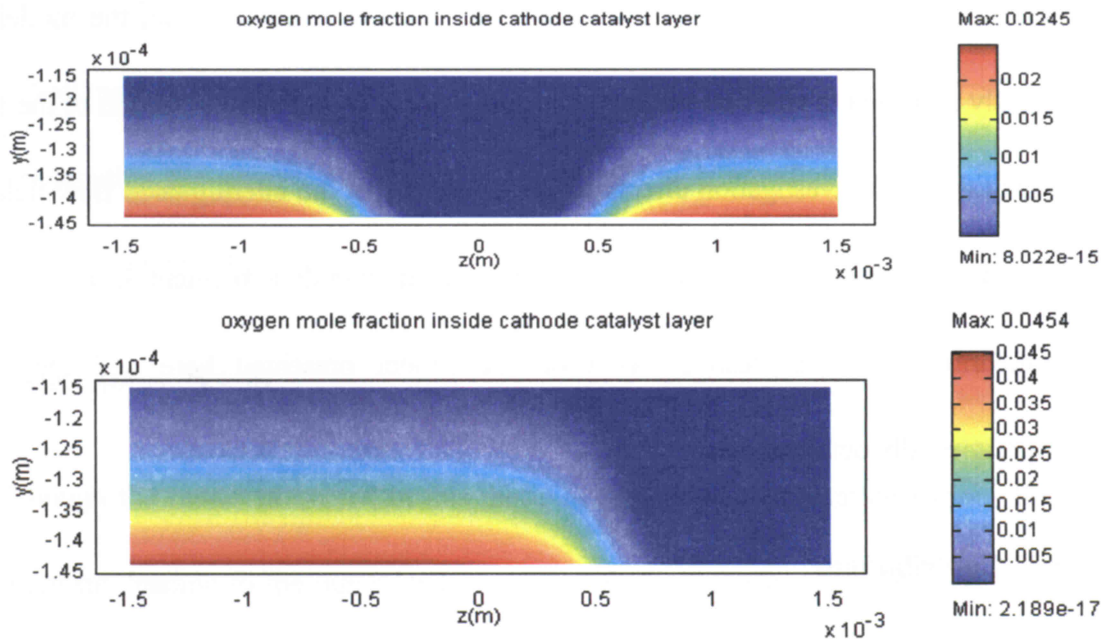 oxygen mole fraction inside cathode catalyst layer
Max: 0.0245
x 10⁻⁴
-1.15
-1.2
-1.25
-1.3
-1.35
-1.4
-1.45
y(m)
-1.5 -1 -0.5 0 0.5 1 1.5
z(m)
x 10⁻³
0.02
0.015
0.01
0.005
Min: 8.022e-15
oxygen mole fraction inside cathode catalyst layer
Max: 0.0454
x 10⁻⁴
-1.15
-1.2
-1.25
-1.3
-1.35
-1.4
-1.45
y(m)
-1.5 -1 -0.5 0 0.5 1 1.5
z(m)
x 10⁻³
0.045
0.04
0.035
0.03
0.025
0.02
0.015
0.01
0.005
Min: 2.189e-17